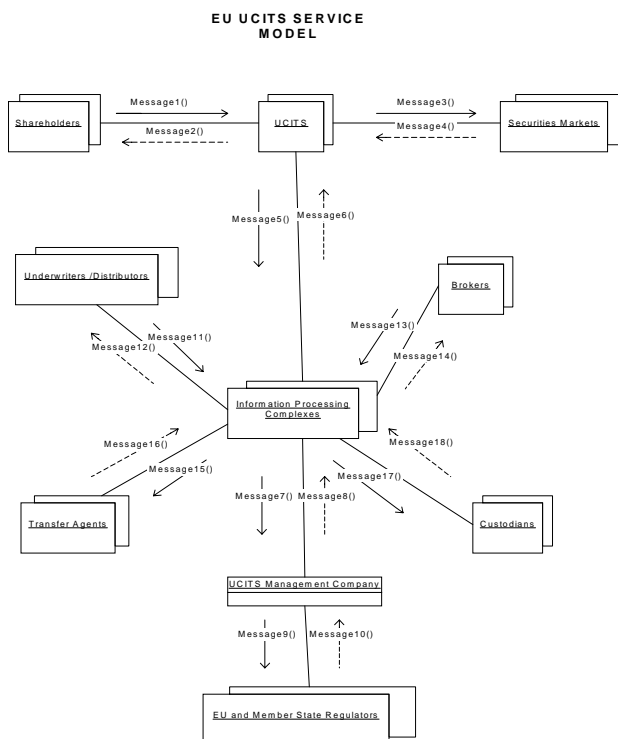 EU UCITS SERVICE
MODEL
Message1()
Message3()
Shareholders
UCITS
Securities Markets
Message2()
Message4()
Message5()
Message6()
Underwriters /Distributors
Brokers
Message11()
Message12()
Message13()
Message14()
Information Processing
Complexes
Message16()
Message15()
Message18()
Message17()
Message7()
Message8()
Transfer Agents
Custodians
UCITS Management Company
Message9()
Message10()
EU and Member State Regulators